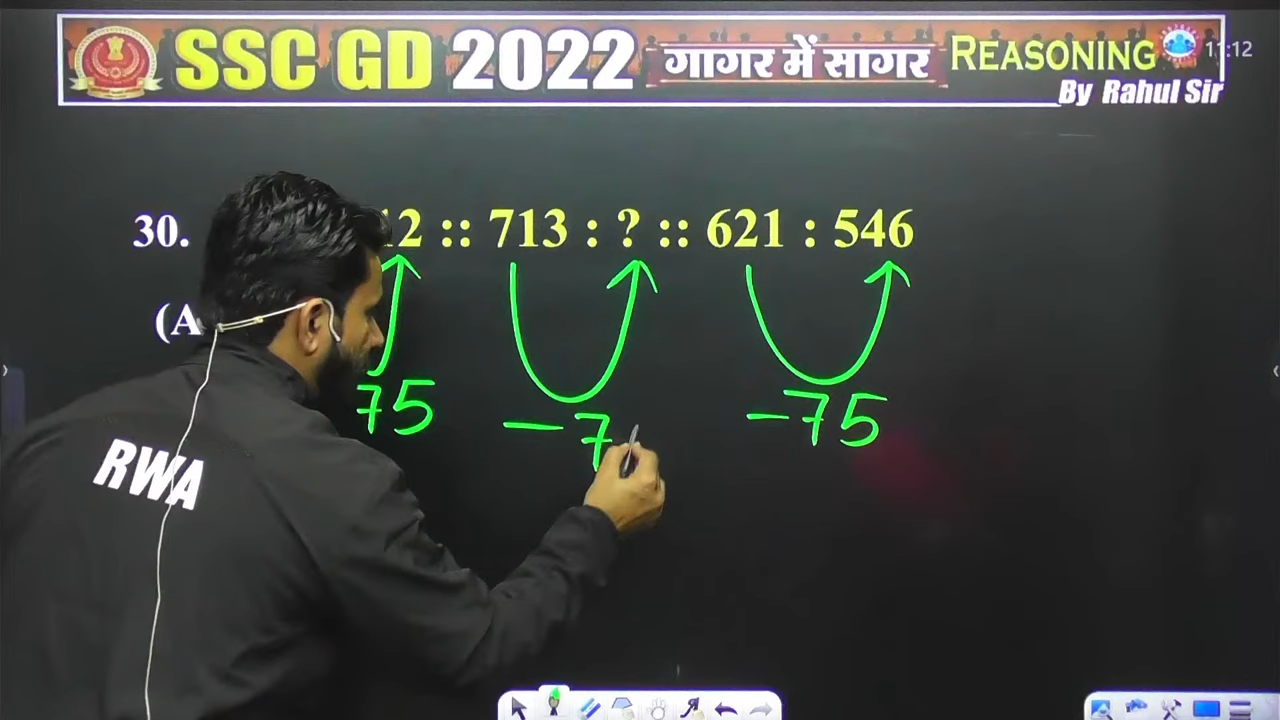 SSC GD 2022 गागर में सागर REASONING 11:12
By Rahul Sir
30. 12 :: 713 : ? :: 621 : 546
(A
75 – 7 – 75
RWA